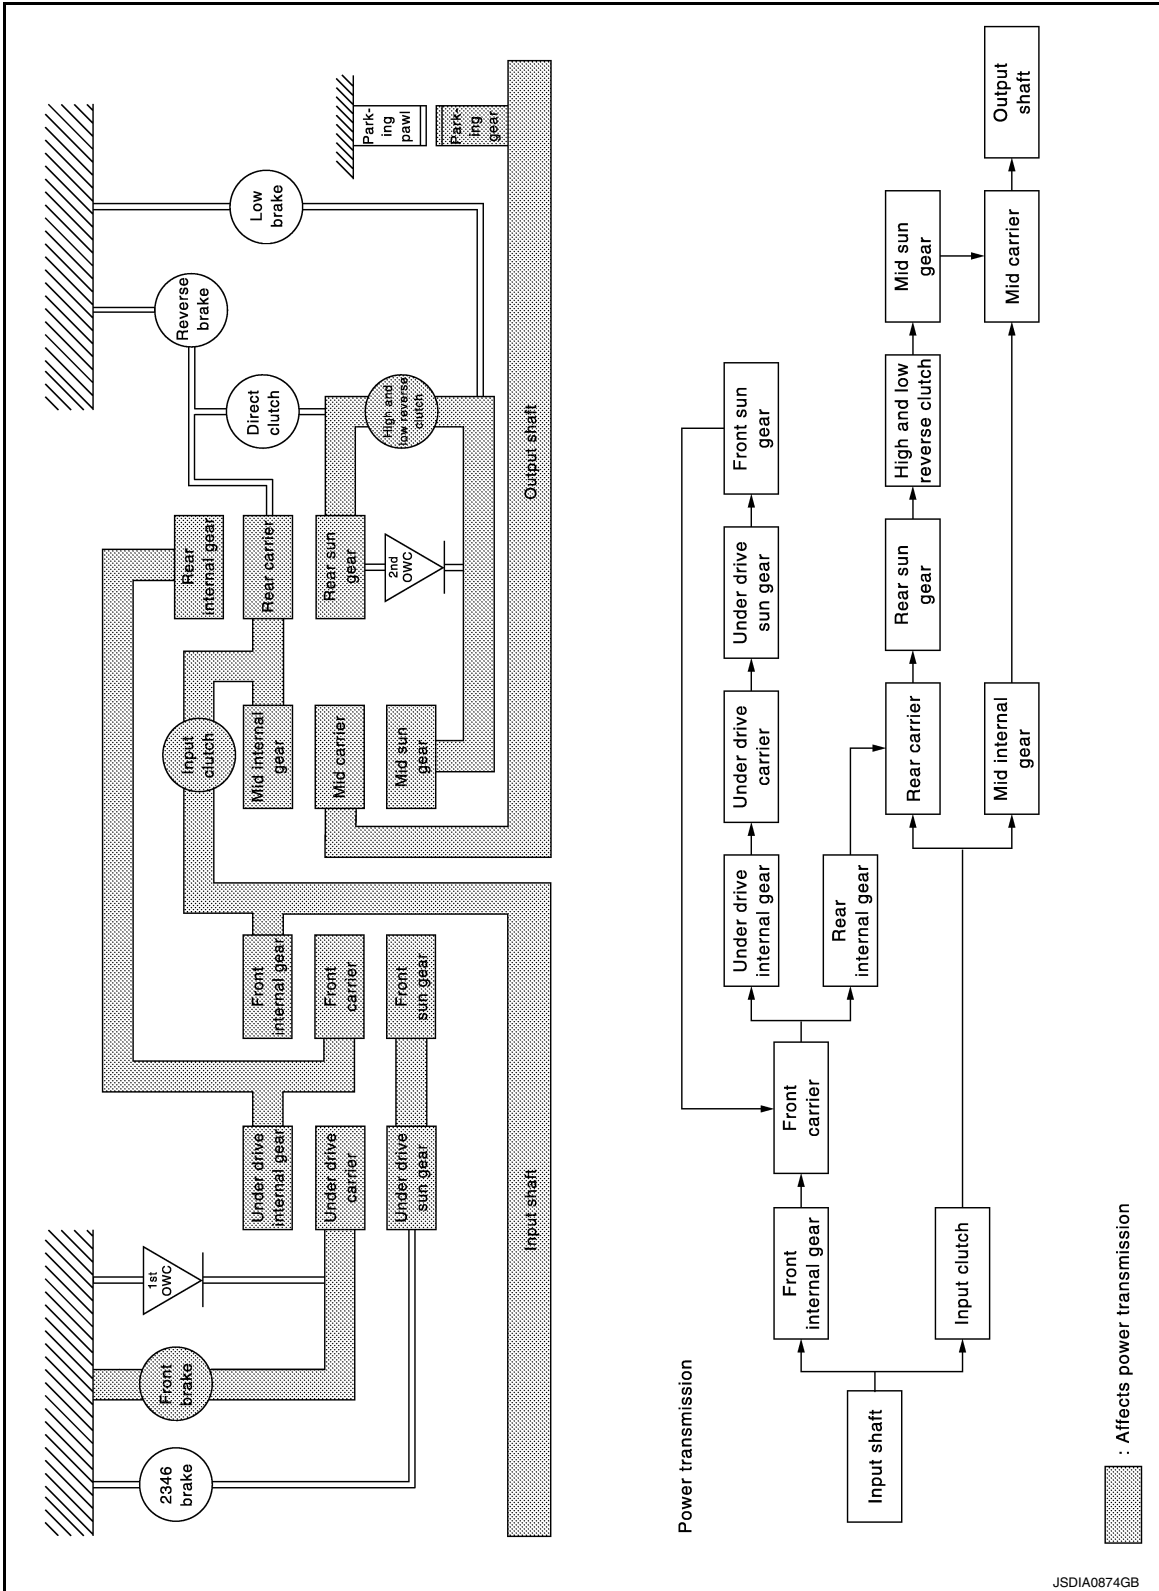 2346
brake
Front
brake
1st
OWC
Under drive
internal gear
Under drive
carrier
Under drive
sun gear
Front
internal gear
Front
carrier
Front
sun gear
Input shaft
Input
clutch
Mid internal
gear
Mid carrier
Mid sun
gear
Rear
internal gear
Rear carrier
Rear sun
gear
2nd
OWC
Direct
clutch
High and
low reverse
clutch
Reverse
brake
Low
brake
Park-
ing
pawl
Park-
ing
gear
Output shaft
Power transmission
Input shaft
Front
internal gear
Input clutch
Front
carrier
Under drive
internal gear
Rear
internal gear
Under drive
carrier
Rear carrier
Mid internal
gear
Under drive
sun gear
Rear sun
gear
Front sun
gear
High and low
reverse clutch
Mid sun
gear
Mid carrier
Output
shaft
: Affects power transmission
JSDIA0874GB